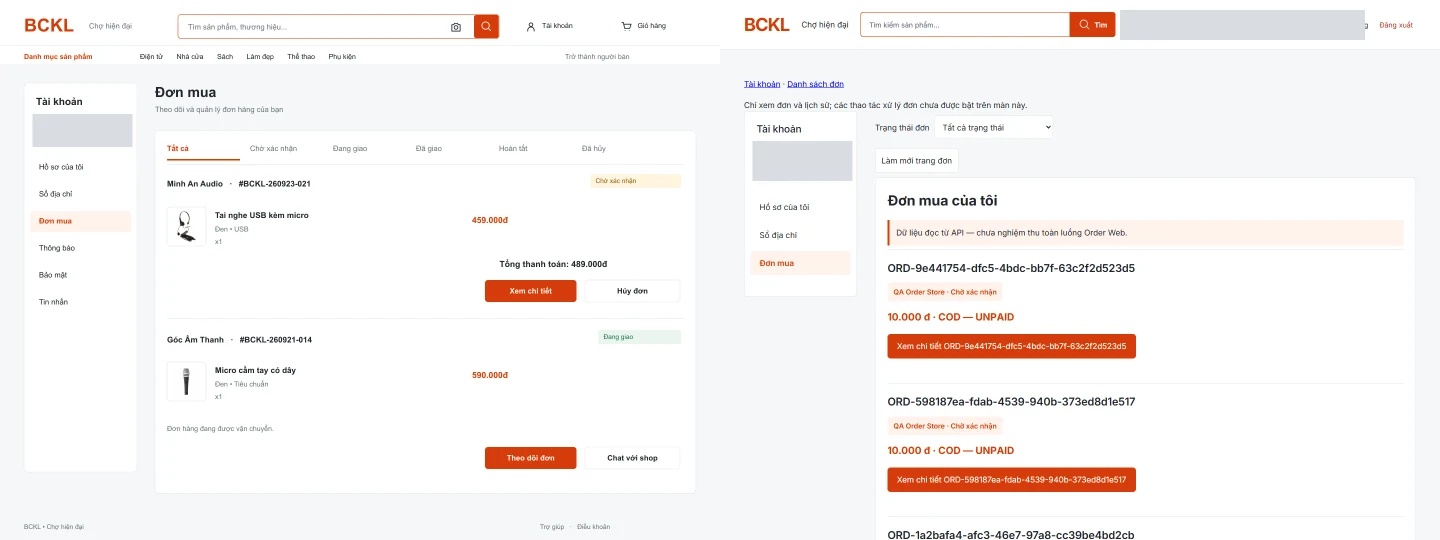 BCKL
Chợ hiện đại
Tìm sản phẩm, thương hiệu...
Tài khoản
Giỏ hàng
Danh mục sản phẩm
Điện tử
Nhà cửa
Sách
Làm đẹp
Thể thao
Phụ kiện
Trở thành người bán
Tài khoản
Hồ sơ của tôi
Sổ địa chỉ
Đơn mua
Thông báo
Bảo mật
Tin nhắn
Đơn mua
Theo dõi và quản lý đơn hàng của bạn
Tất cả
Chờ xác nhận
Đang giao
Đã giao
Hoàn tất
Đã hủy
Minh An Audio · #BCKL-260923-021
Chờ xác nhận
Tai nghe USB kèm micro
459.000đ
Đen • USB
x1
Tổng thanh toán: 489.000đ
Xem chi tiết
Hủy đơn
Góc Âm Thanh · #BCKL-260921-014
Đang giao
Micro cầm tay có dây
590.000đ
Đen • Tiêu chuẩn
x1
Đơn hàng đang được vận chuyển.
Theo dõi đơn
Chat với shop
BCKL • Chợ hiện đại
Trợ giúp · Điều khoản
BCKL
Chợ hiện đại
Tìm kiếm sản phẩm...
Tìm
g
Đăng xuất
Tài khoản · Danh sách đơn
Chỉ xem đơn và lịch sử; các thao tác xử lý đơn chưa được bật trên màn này.
Tài khoản
Hồ sơ của tôi
Sổ địa chỉ
Đơn mua
Trạng thái đơn
Tất cả trạng thái
Làm mới trang đơn
Đơn mua của tôi
Dữ liệu đọc từ API — chưa nghiệm thu toàn luồng Order Web.
ORD-9e441754-dfc5-4bdc-bb7f-63c2f2d523d5
QA Order Store · Chờ xác nhận
10.000 đ · COD — UNPAID
Xem chi tiết ORD-9e441754-dfc5-4bdc-bb7f-63c2f2d523d5
ORD-598187ea-fdab-4539-940b-373ed8d1e517
QA Order Store · Chờ xác nhận
10.000 đ · COD — UNPAID
Xem chi tiết ORD-598187ea-fdab-4539-940b-373ed8d1e517
ORD-1a2bafa4-afc3-46e7-97a8-cc39be4bd2cb